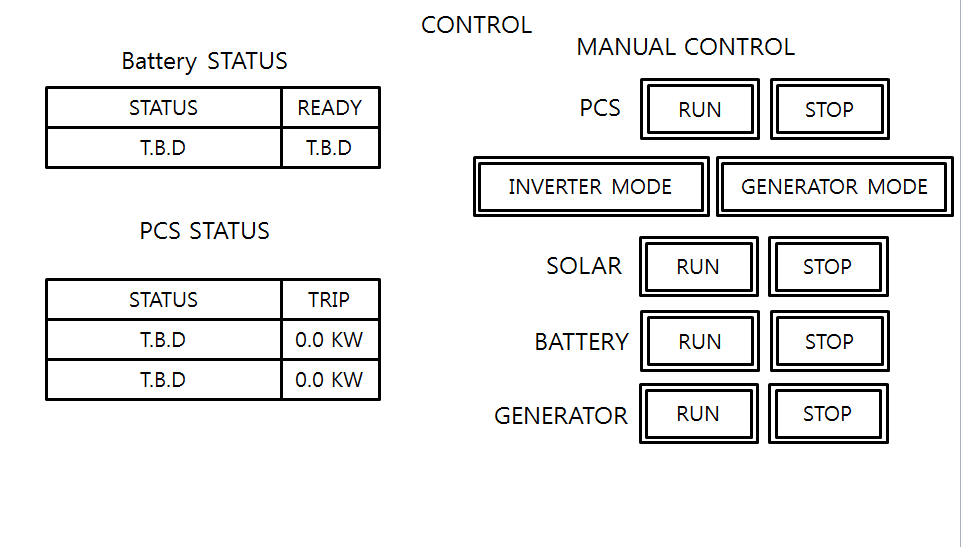 CONTROL
Battery STATUS
STATUS READY
T.B.D T.B.D
PCS STATUS
STATUS TRIP
T.B.D 0.0 KW
T.B.D 0.0 KW
MANUAL CONTROL
PCS RUN STOP
INVERTER MODE GENERATOR MODE
SOLAR RUN STOP
BATTERY RUN STOP
GENERATOR RUN STOP